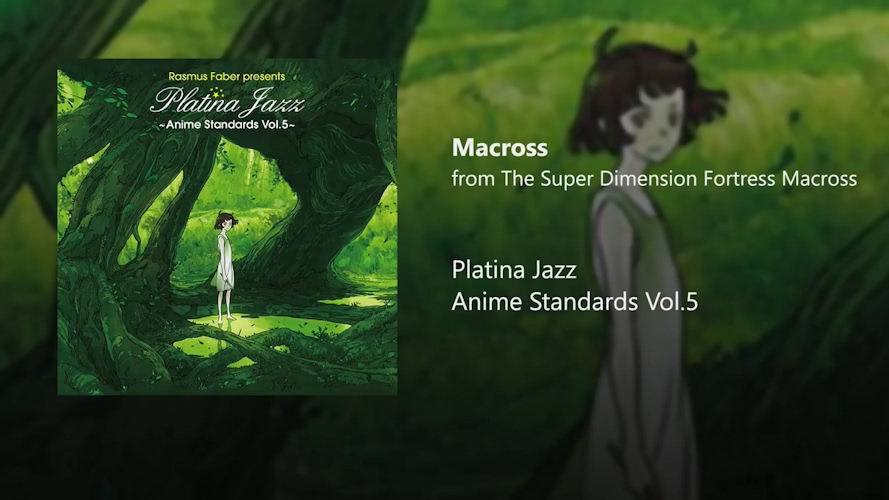 Rasmus Faber presents
Platina Jazz
~Anime Standards Vol.5~
Macross
from The Super Dimension Fortress Macross
Platina Jazz
Anime Standards Vol.5